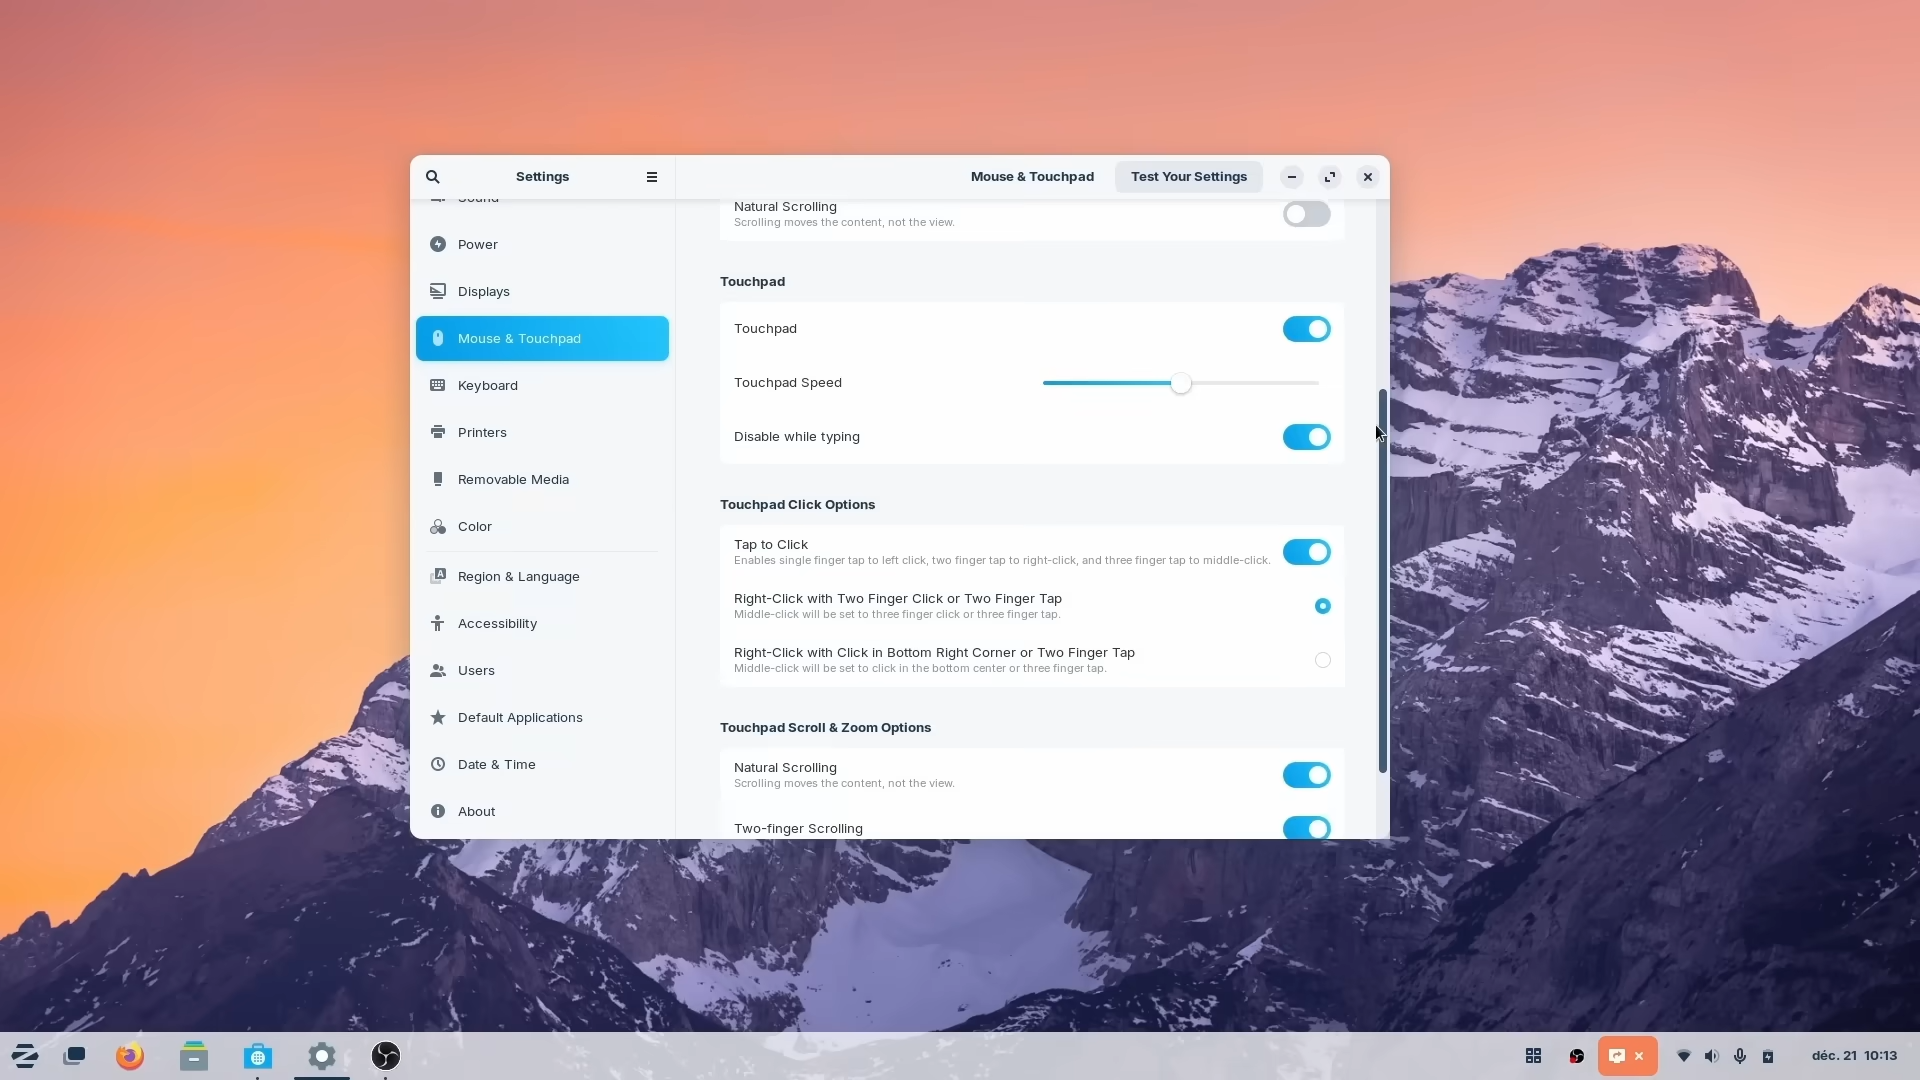 Settings
Mouse & Touchpad
Test Your Settings
Sound
Power
Displays
Mouse & Touchpad
Keyboard
Printers
Removable Media
Color
Region & Language
Accessibility
Users
Default Applications
Date & Time
About
Natural Scrolling
Scrolling moves the content, not the view.
Touchpad
Touchpad
Touchpad Speed
Disable while typing
Touchpad Click Options
Tap to Click
Enables single finger tap to left click, two finger tap to right-click, and three finger tap to middle-click.
Right-Click with Two Finger Click or Two Finger Tap
Middle-click will be set to three finger click or three finger tap.
Right-Click with Click in Bottom Right Corner or Two Finger Tap
Middle-click will be set to click in the bottom center or three finger tap.
Touchpad Scroll & Zoom Options
Natural Scrolling
Scrolling moves the content, not the view.
Two-finger Scrolling
déc. 21 10:13